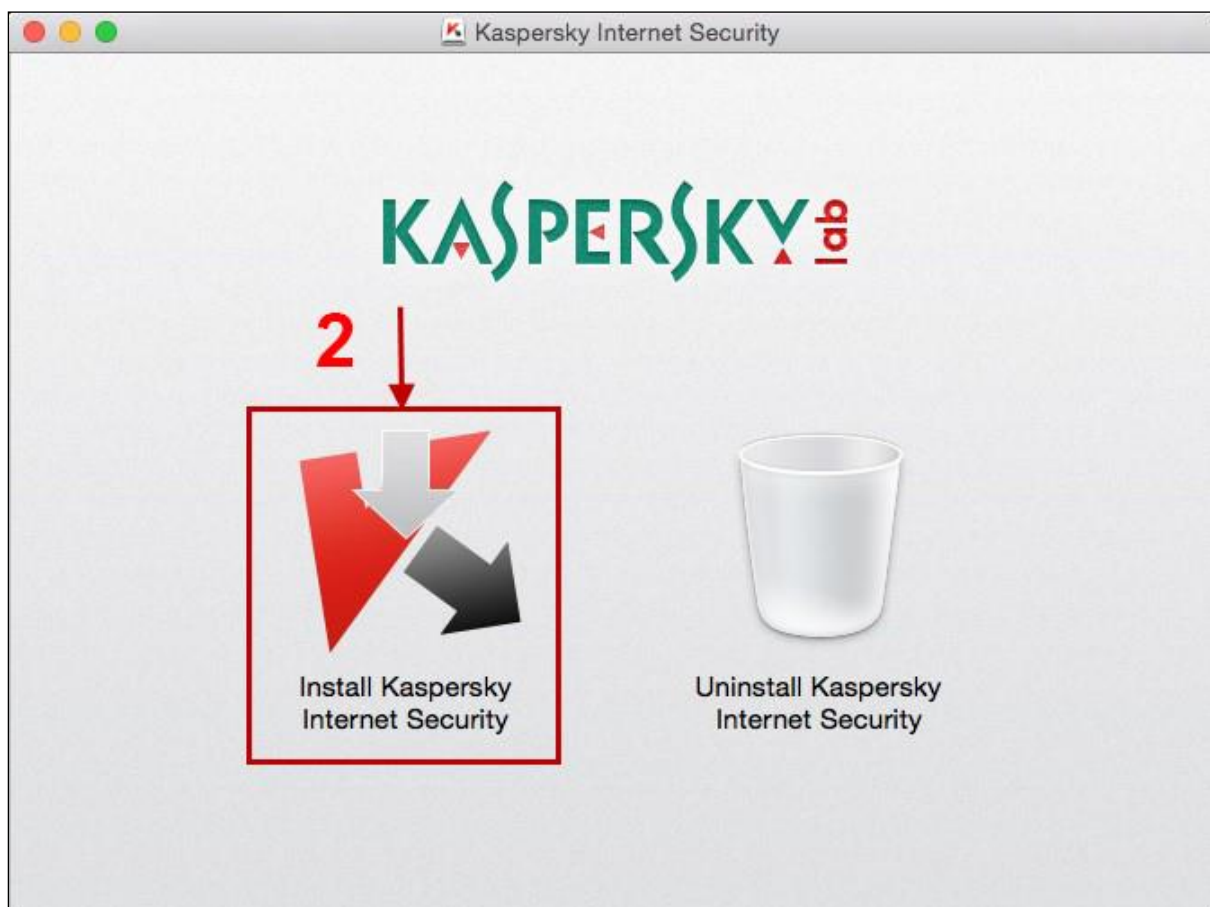 Kaspersky Internet Security
KASPERSKY lab
2
Install Kaspersky
Internet Security
Uninstall Kaspersky
Internet Security